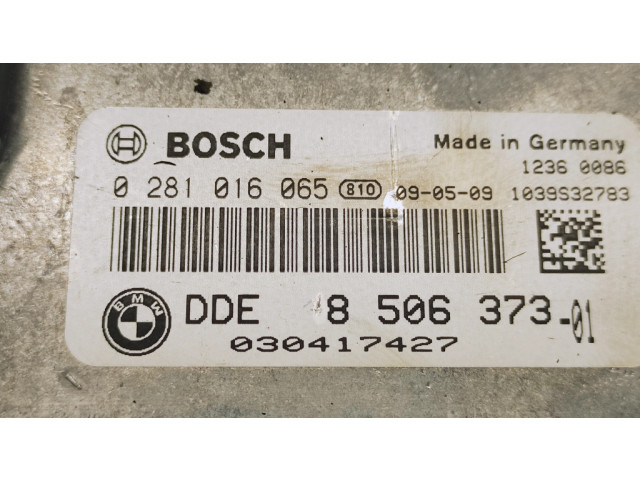 BOSCH
Made in Germany
1236 0086
0 281 016 065 810 09-05-09 1039S32783
BMW
DDE 8 506 373-01
030417427